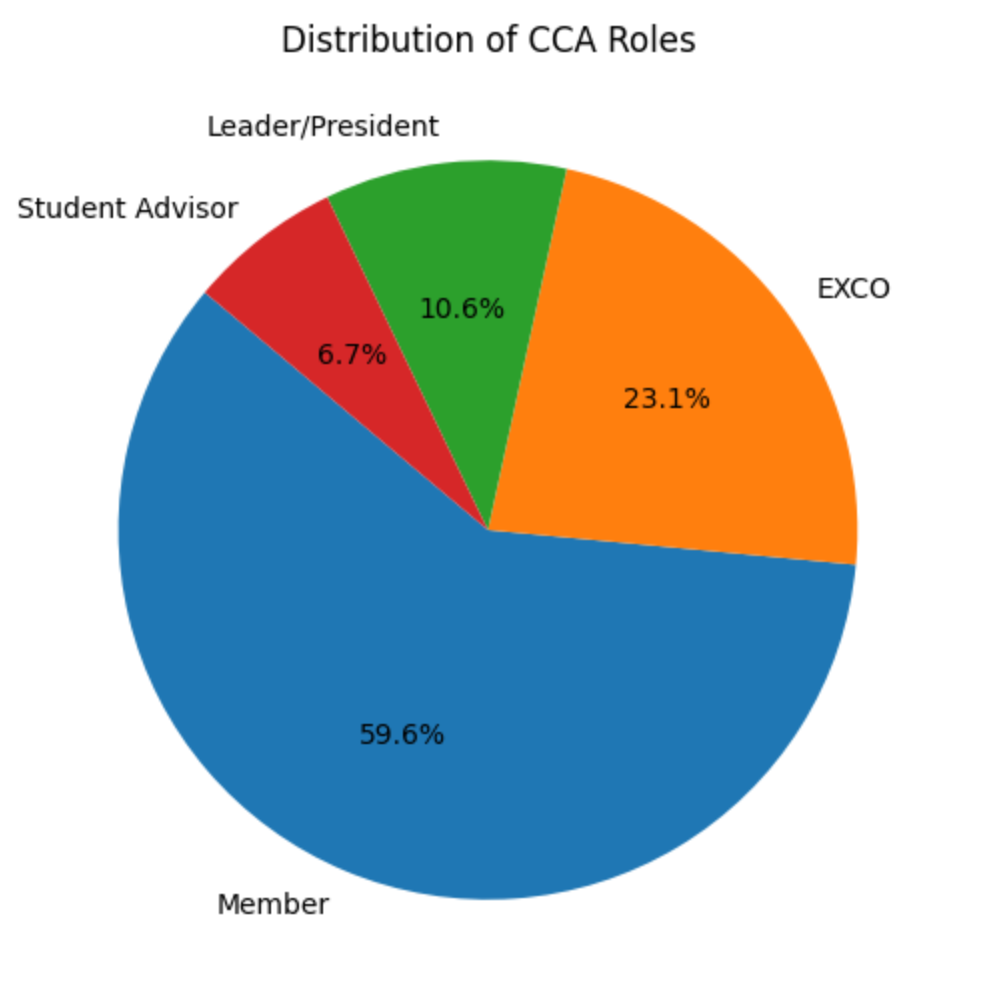 Distribution of CCA Roles
Leader/President
Student Advisor
EXCO
10.6%
6.7%
23.1%
59.6%
Member